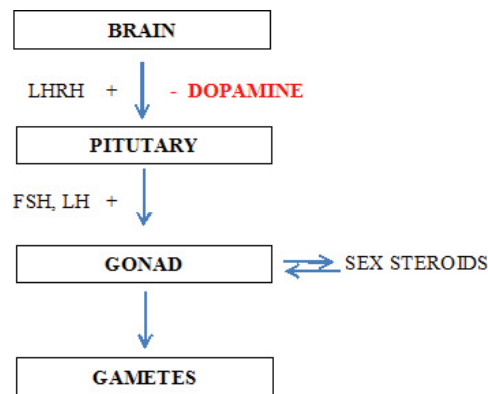 BRAIN
LHRH + - DOPAMINE
PITUTARY
FSH, LH +
GONAD
SEX STEROIDS
GAMETES